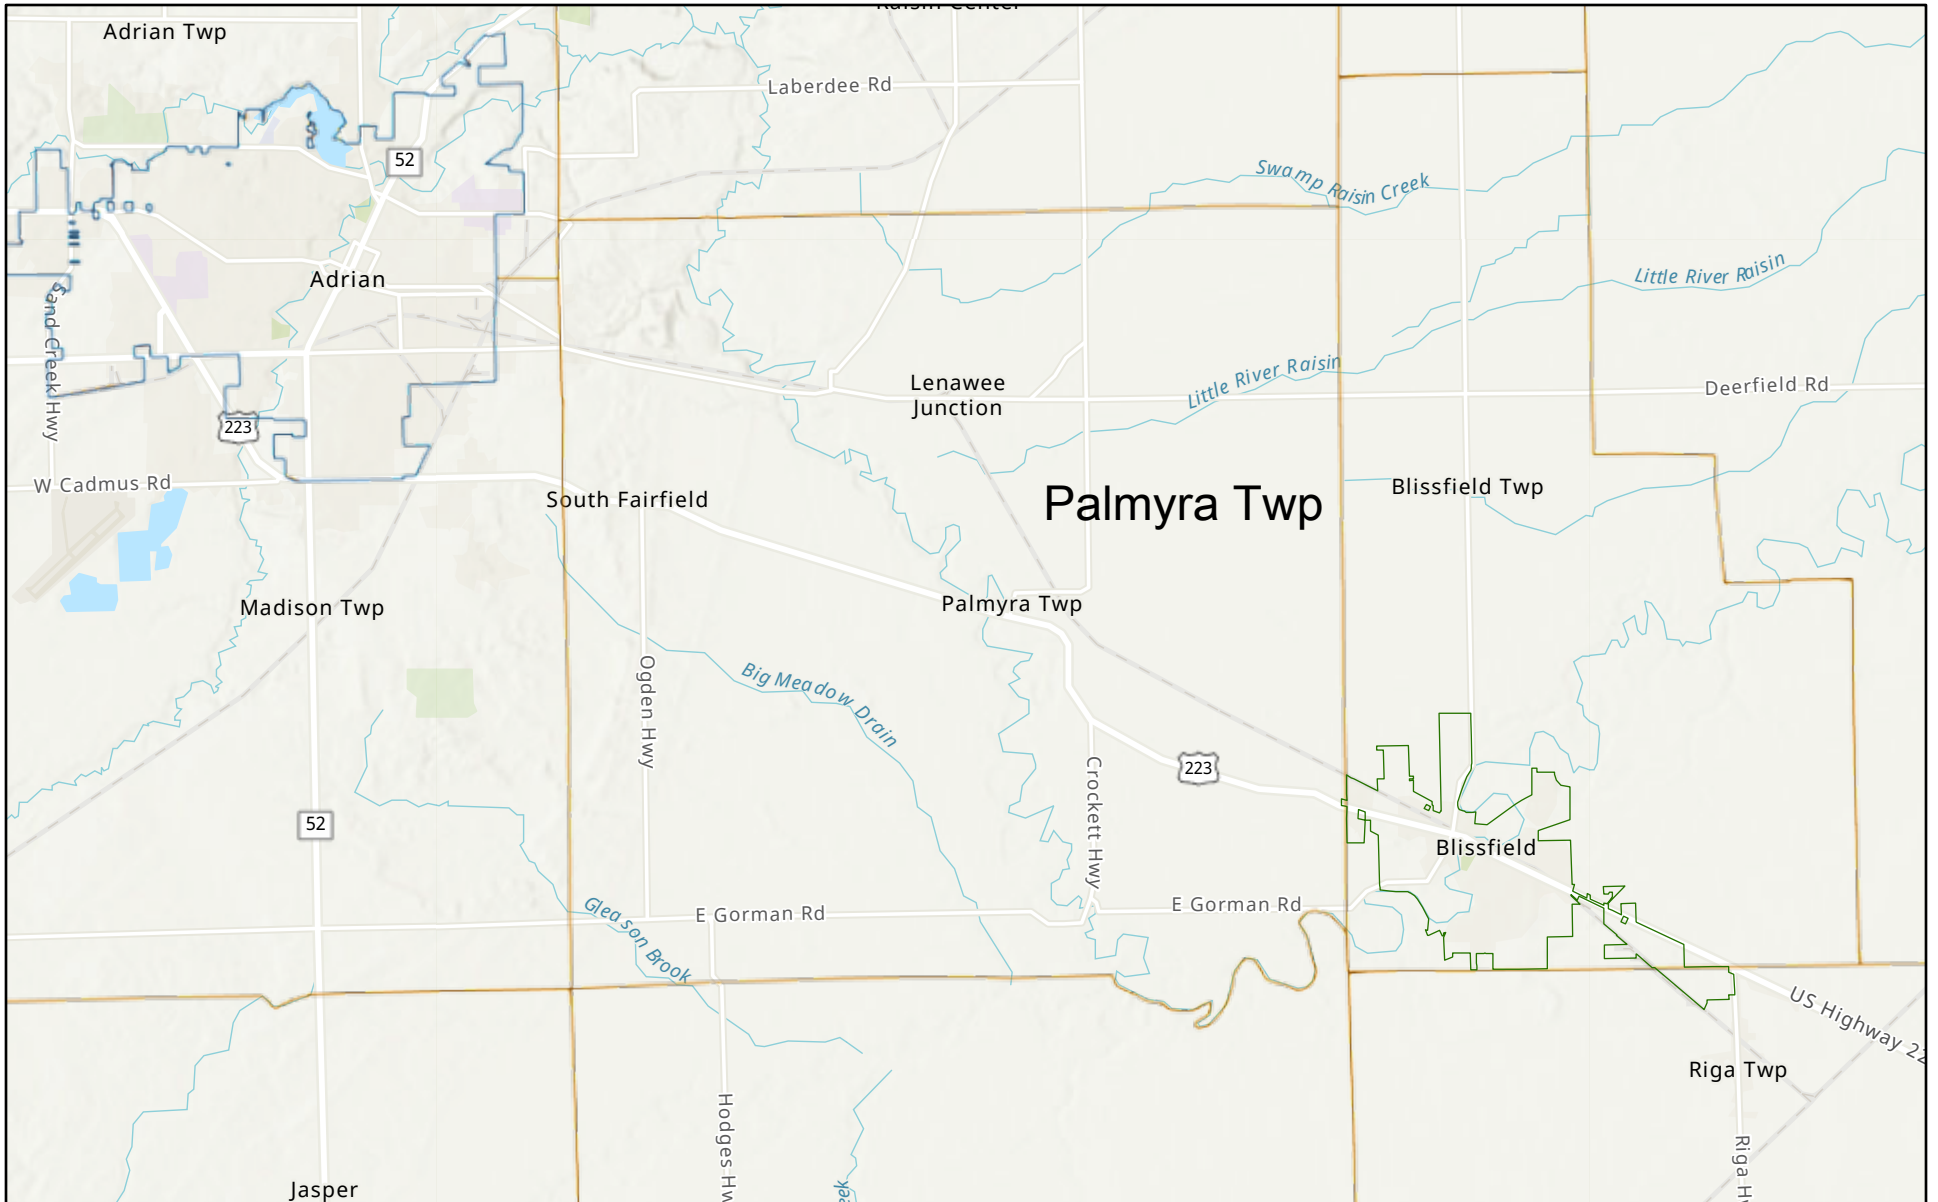 Raisin Center
Adrian Twp
Laberdee Rd
52
Swamp Raisin Creek
Adrian
Little River Raisin
Sand Creek Hwy
Lenawee
Junction
Little River Raisin
Deerfield Rd
223
W Cadmus Rd
South Fairfield
Palmyra Twp
Blissfield Twp
Madison Twp
Palmyra Twp
Ogden Hwy
Big Meadow Drain
223
Crockett Hwy
52
Blissfield
Gleason Brook
E Gorman Rd
E Gorman Rd
US Highway 22
Riga Twp
Hodges Hw
Riga H
Jasper